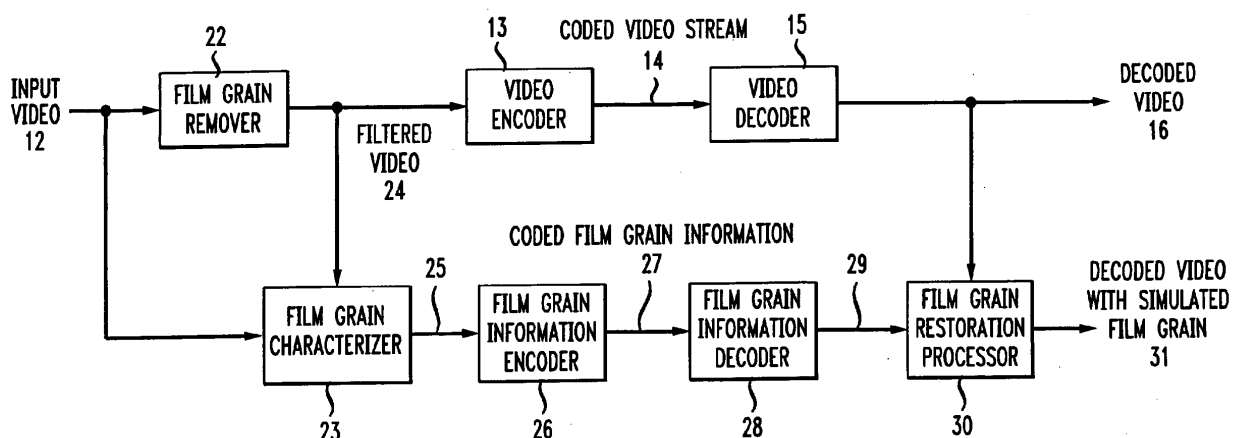 22
13
CODED VIDEO STREAM
14
15
INPUT
VIDEO
12
FILM GRAIN
REMOVER
VIDEO
ENCODER
VIDEO
DECODER
DECODED
VIDEO
16
FILTERED
VIDEO
24
CODED FILM GRAIN INFORMATION
25
27
29
FILM GRAIN
CHARACTERIZER
FILM GRAIN
INFORMATION
ENCODER
FILM GRAIN
INFORMATION
DECODER
FILM GRAIN
RESTORATION
PROCESSOR
DECODED VIDEO
WITH SIMULATED
FILM GRAIN
31
23
26
28
30